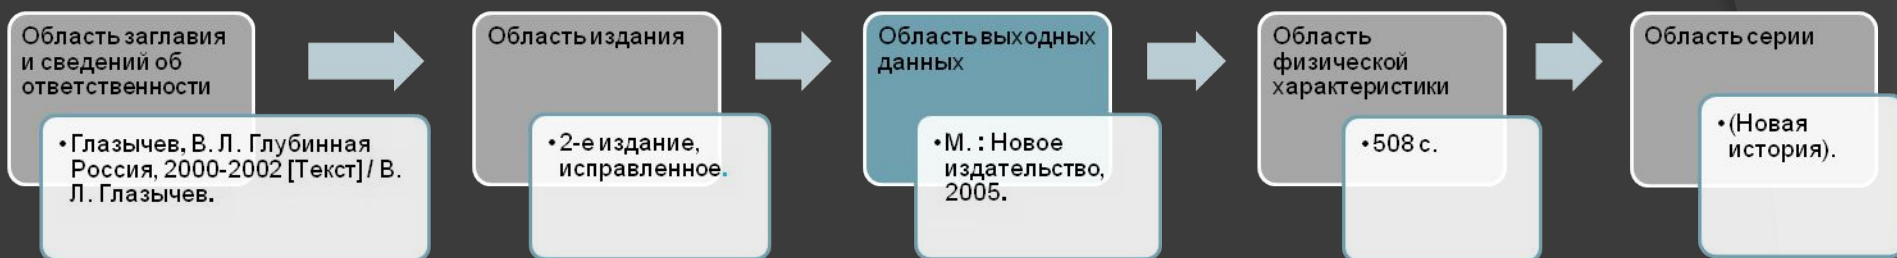 Область заглавия
и сведений об
ответственности
• Глазычев, В. Л. Глубинная
Россия, 2000-2002 [Текст] / В.
Л. Глазычев.
Область издания
• 2-е издание,
исправленное.
Область выходных
данных
• М. : Новое
издательство,
2005.
Область
физической
характеристики
• 508 с.
Область серии
• (Новая
история).